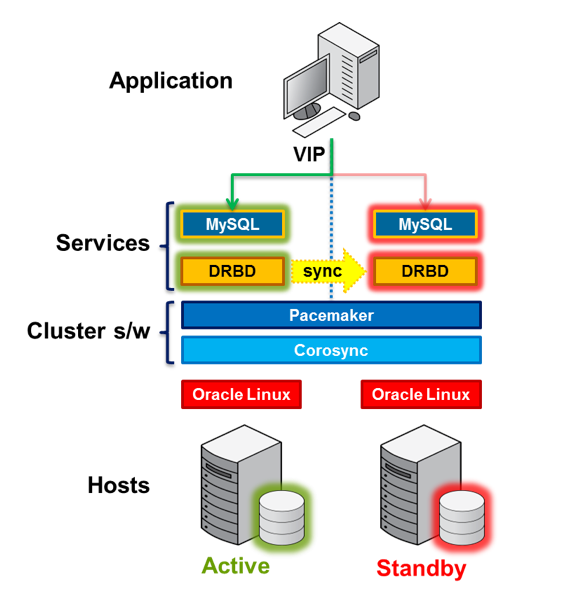 Application
VIP
MySQL
MySQL
Services
DRBD
sync
DRBD
Pacemaker
Cluster s/w
Corosync
Oracle Linux
Oracle Linux
Hosts
Active
Standby